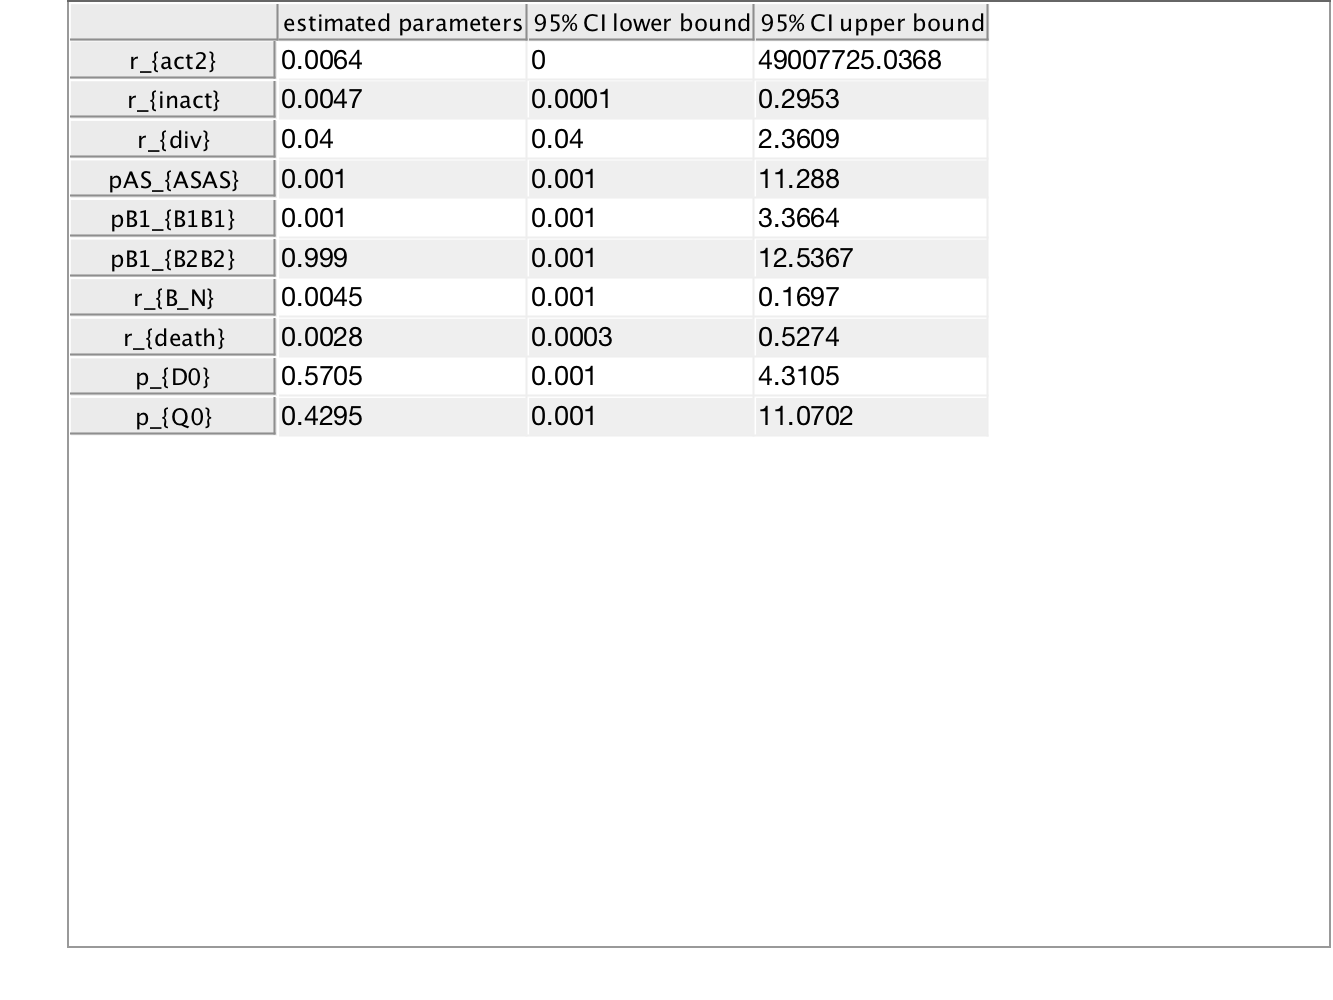 estimated parameters 95% CI lower bound 95% CI upper bound
r_{act2} 0.0064 0 49007725.0368
r_{inact} 0.0047 0.0001 0.2953
r_{div} 0.04 0.04 2.3609
pAS_{ASAS} 0.001 0.001 11.288
pB1_{B1B1} 0.001 0.001 3.3664
pB1_{B2B2} 0.999 0.001 12.5367
r_{B_N} 0.0045 0.001 0.1697
r_{death} 0.0028 0.0003 0.5274
p_{D0} 0.5705 0.001 4.3105
p_{Q0} 0.4295 0.001 11.0702